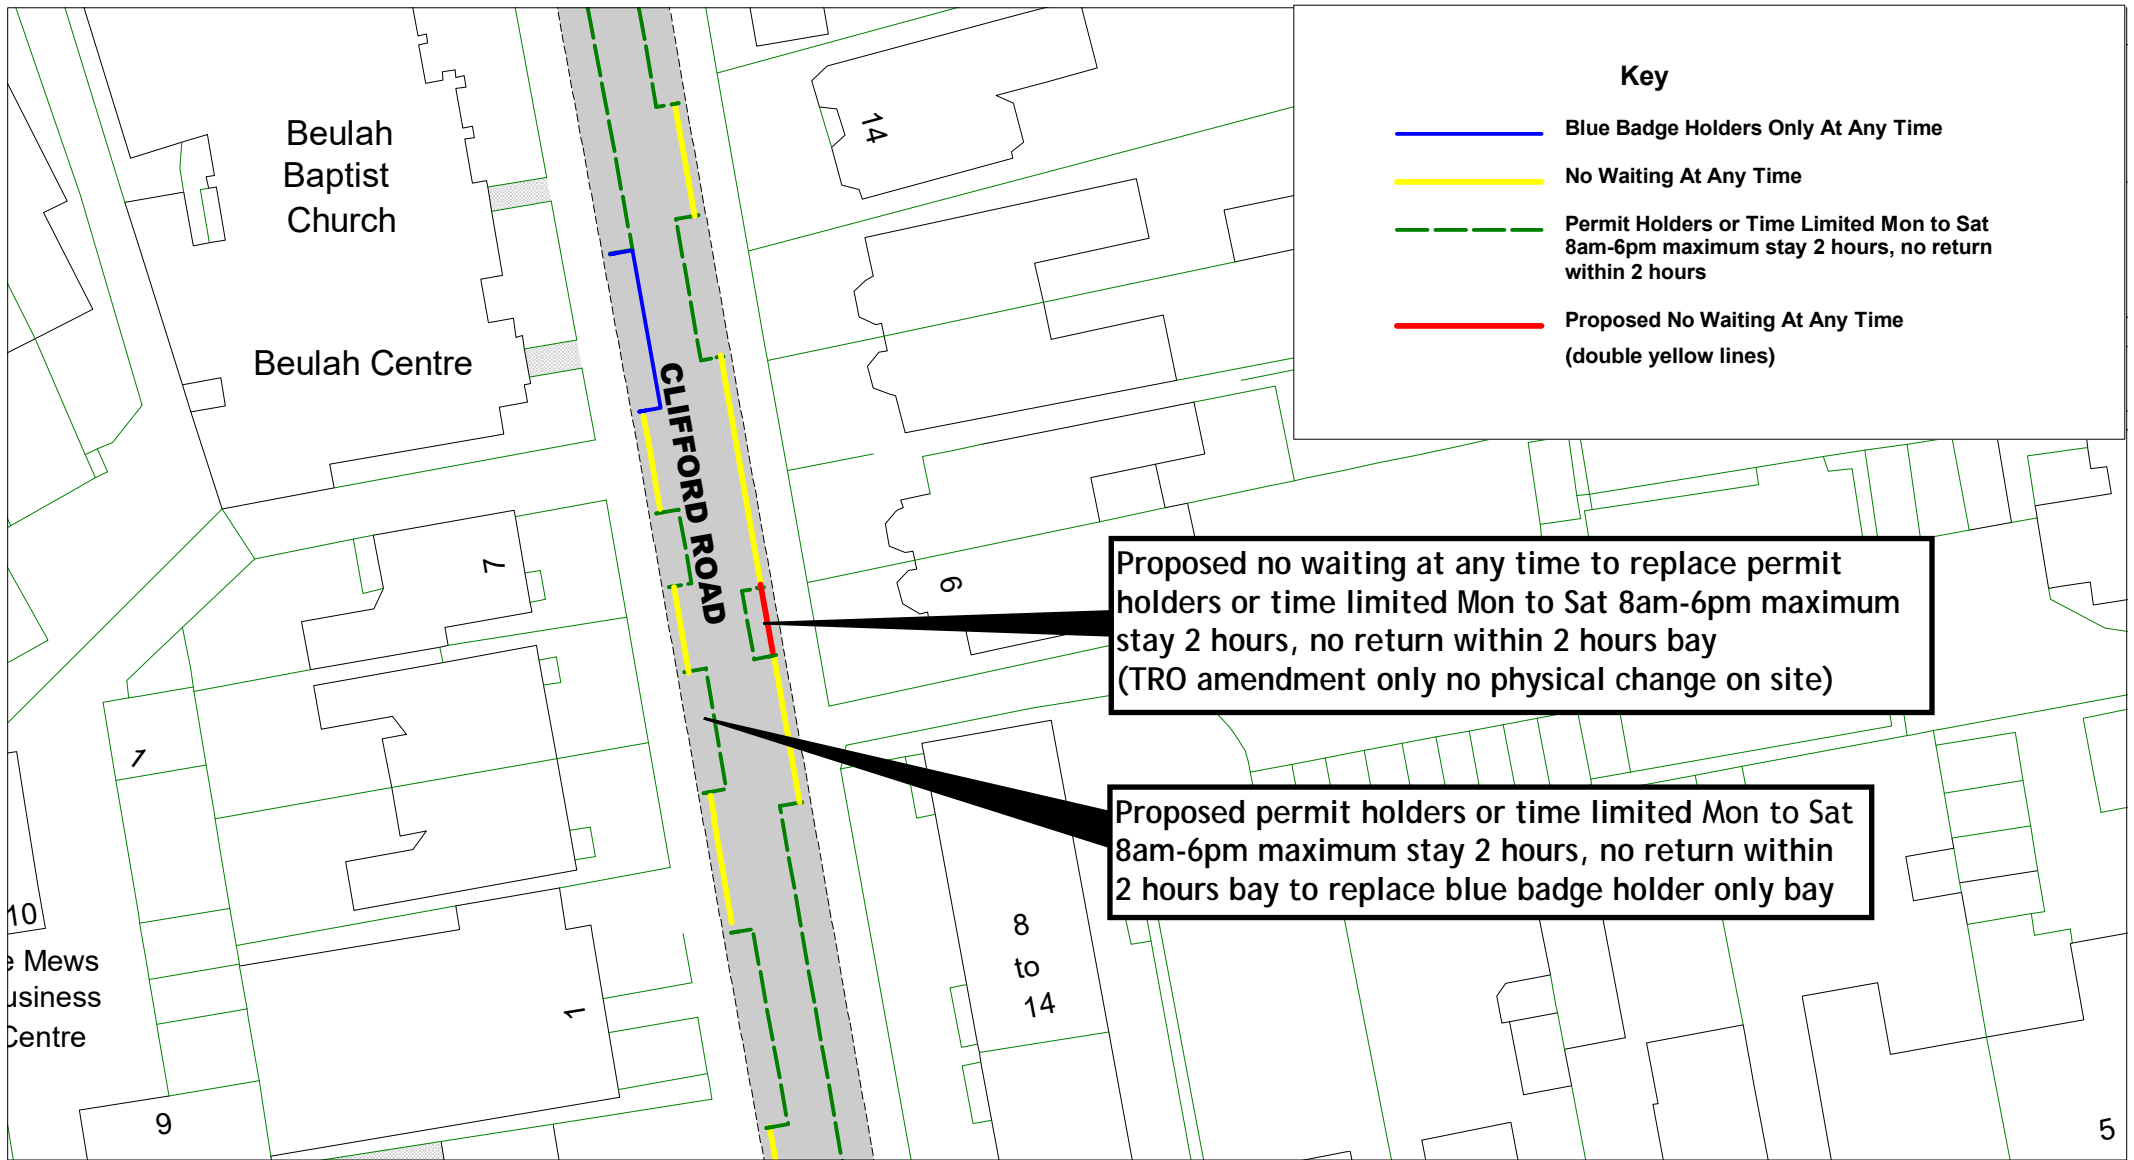 Key
Blue Badge Holders Only At Any Time
No Waiting At Any Time
Permit Holders or Time Limited Mon to Sat
8am-6pm maximum stay 2 hours, no return
within 2 hours
Proposed No Waiting At Any Time
(double yellow lines)
Beulah
Baptist
Church
14
Beulah Centre
CLIFFORD ROAD
7
6
Proposed no waiting at any time to replace permit
holders or time limited Mon to Sat 8am-6pm maximum
stay 2 hours, no return within 2 hours bay
(TRO amendment only no physical change on site)
1
Proposed permit holders or time limited Mon to Sat
8am-6pm maximum stay 2 hours, no return within
2 hours bay to replace blue badge holder only bay
10
e Mews
usiness
Centre
8
to
14
1
9
5